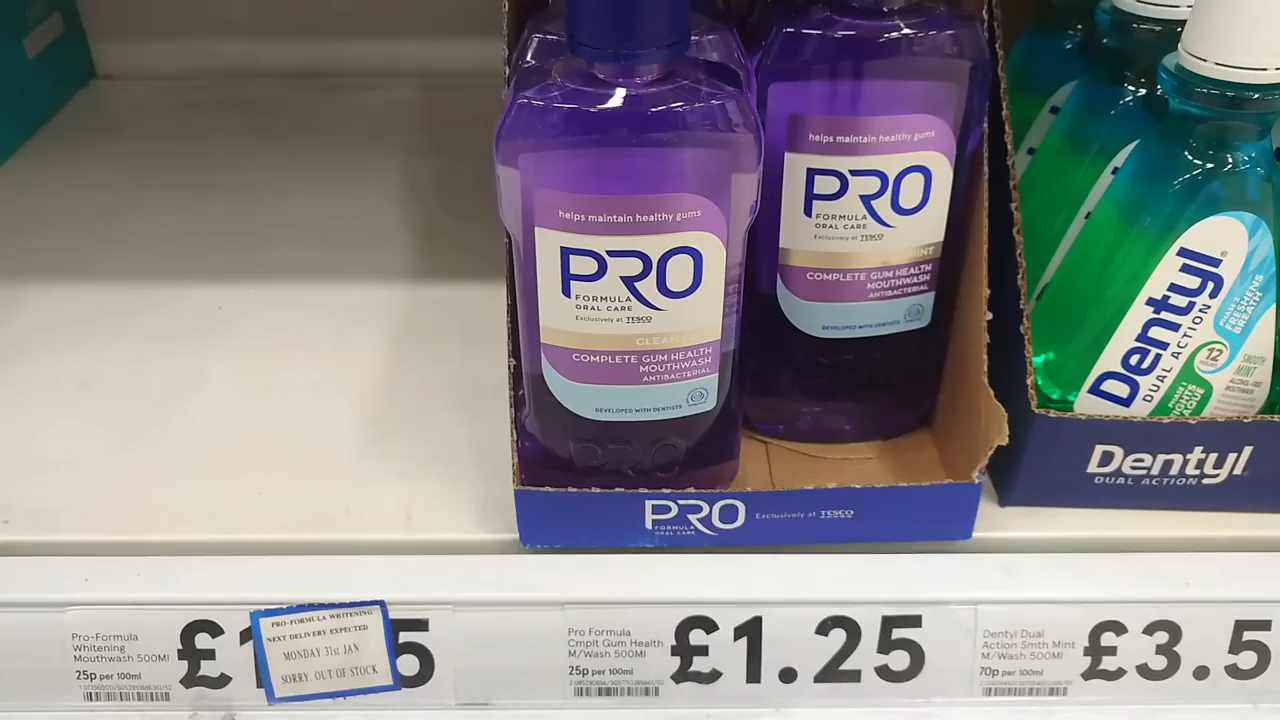 helps maintain healthy gums
PRO
FORMULA
ORAL CARE
Exclusively at TESCO
CLEAN
COMPLETE GUM HEALTH
MOUTHWASH
ANTIBACTERIAL
DEVELOPED WITH DENTISTS
PRO
helps maintain healthy gums
PRO
FORMULA
ORAL CARE
Exclusively at TESCO
MINT
COMPLETE GUM HEALTH
MOUTHWASH
ANTIBACTERIAL
DEVELOPED WITH DENTISTS
Dentyl
DUAL ACTION
FRESHENS
BREATH
12
SMOOTH
MINT
ALCOHOL-FREE
MOUTHWASH
PRO
FORMULA
ORAL CARE
Exclusively at TESCO
Dentyl
DUAL ACTION
Pro-Formula
Whitening
Mouthwash 500Ml
25p per 100ml
£1 5
PRO-FORMULA WHITENING
NEXT DELIVERY EXPECTED
MONDAY 31st JAN
SORRY, OUT OF STOCK
Pro Formula
Cmplt Gum Health
M/Wash 500Ml
25p per 100ml
£1.25
Dentyl Dual
Action Smth Mint
M/Wash 500Ml
70p per 100ml
£3.5